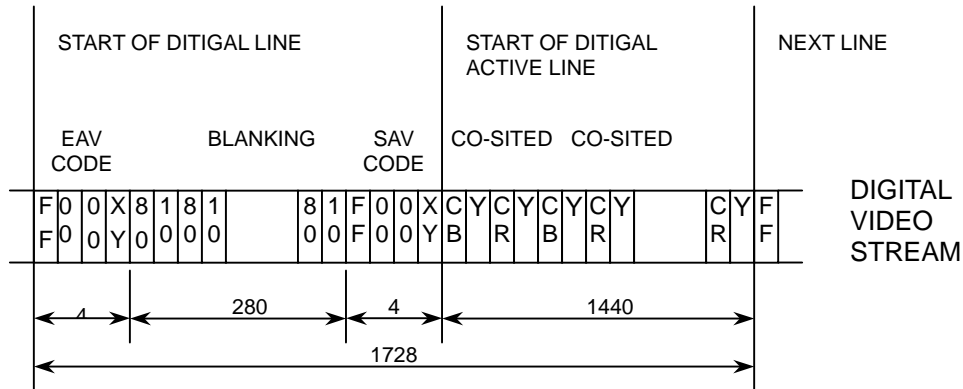 START OF DITIGAL LINE
START OF DITIGAL
ACTIVE LINE
NEXT LINE
EAV
CODE
BLANKING
SAV
CODE
CO-SITED CO-SITED
F 0 0 X 8 1 8 1 8 1 F 0 0 X C Y C Y C Y C Y C Y F
F 0 0 Y 0 0 0 0 0 0 F 0 0 Y B R B R R F
DIGITAL
VIDEO
STREAM
4 280 4 1440
1728